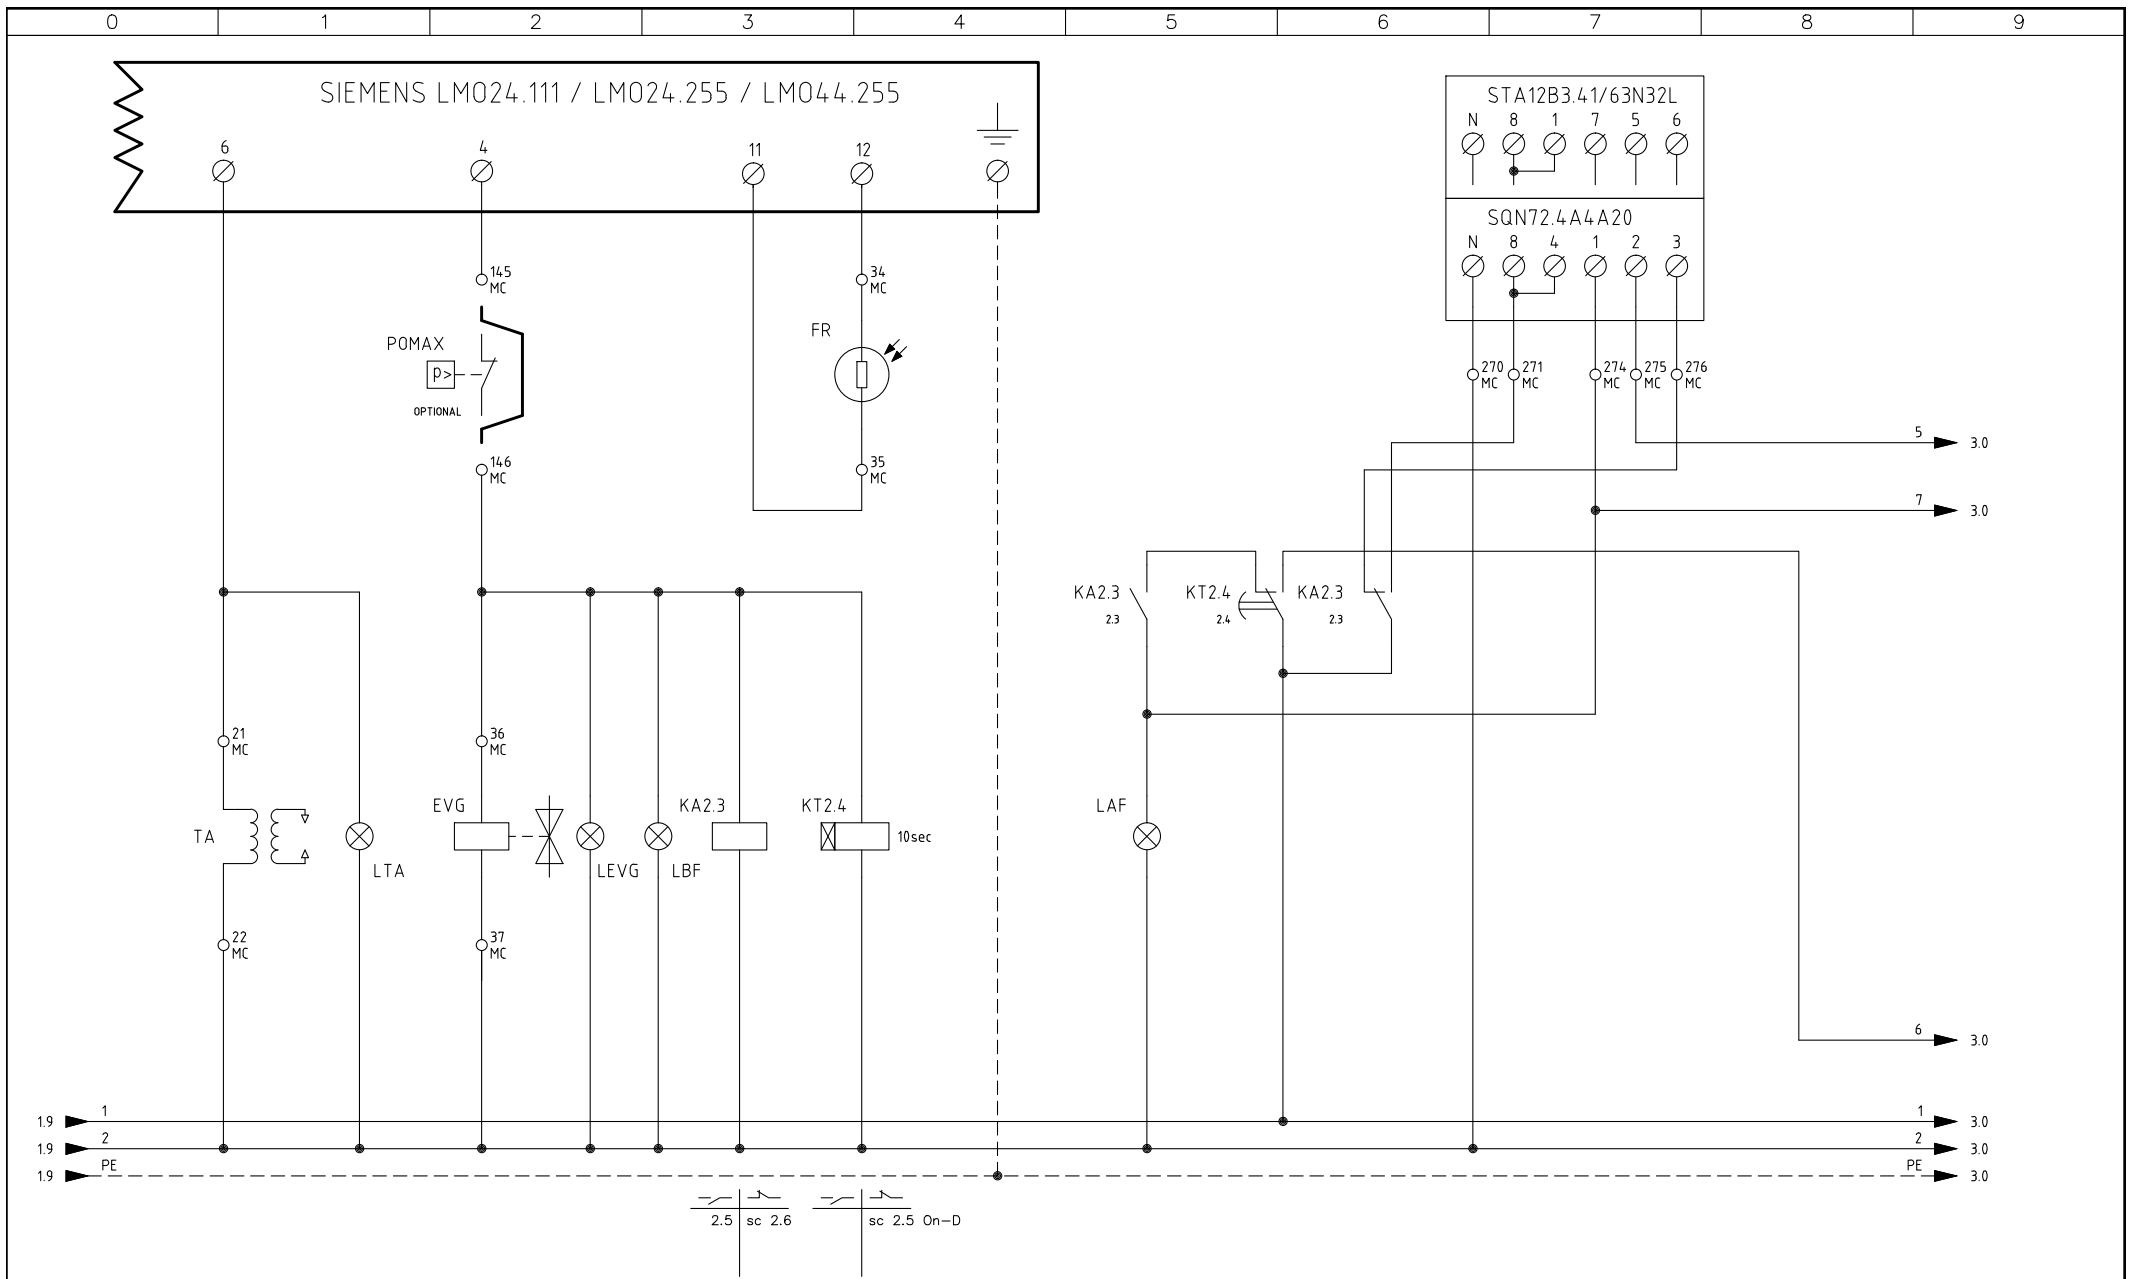 0 1 2 3 4 5 6 7 8 9
SIEMENS LMO24.111 / LMO24.255 / LMO44.255
6 4 11 12
STA12B3.41/63N32L
N 8 1 7 5 6
SQN72.4A4A20
N 8 4 1 2 3
145
MC
34
MC
POMAX
p>
OPTIONAL
FR
270
MC
271
MC
274
MC
275
MC
276
MC
146
MC
35
MC
5 3.0
7 3.0
KA2.3
2.3
KT2.4
2.4
KA2.3
2.3
21
MC
36
MC
TA
LTA
EVG
LEVG
LBF
KA2.3
KT2.4
10sec
LAF
22
MC
37
MC
6 3.0
1.9 1 1 3.0
1.9 2 2 3.0
1.9 PE PE 3.0
2.5 sc 2.6
sc 2.5 On-D